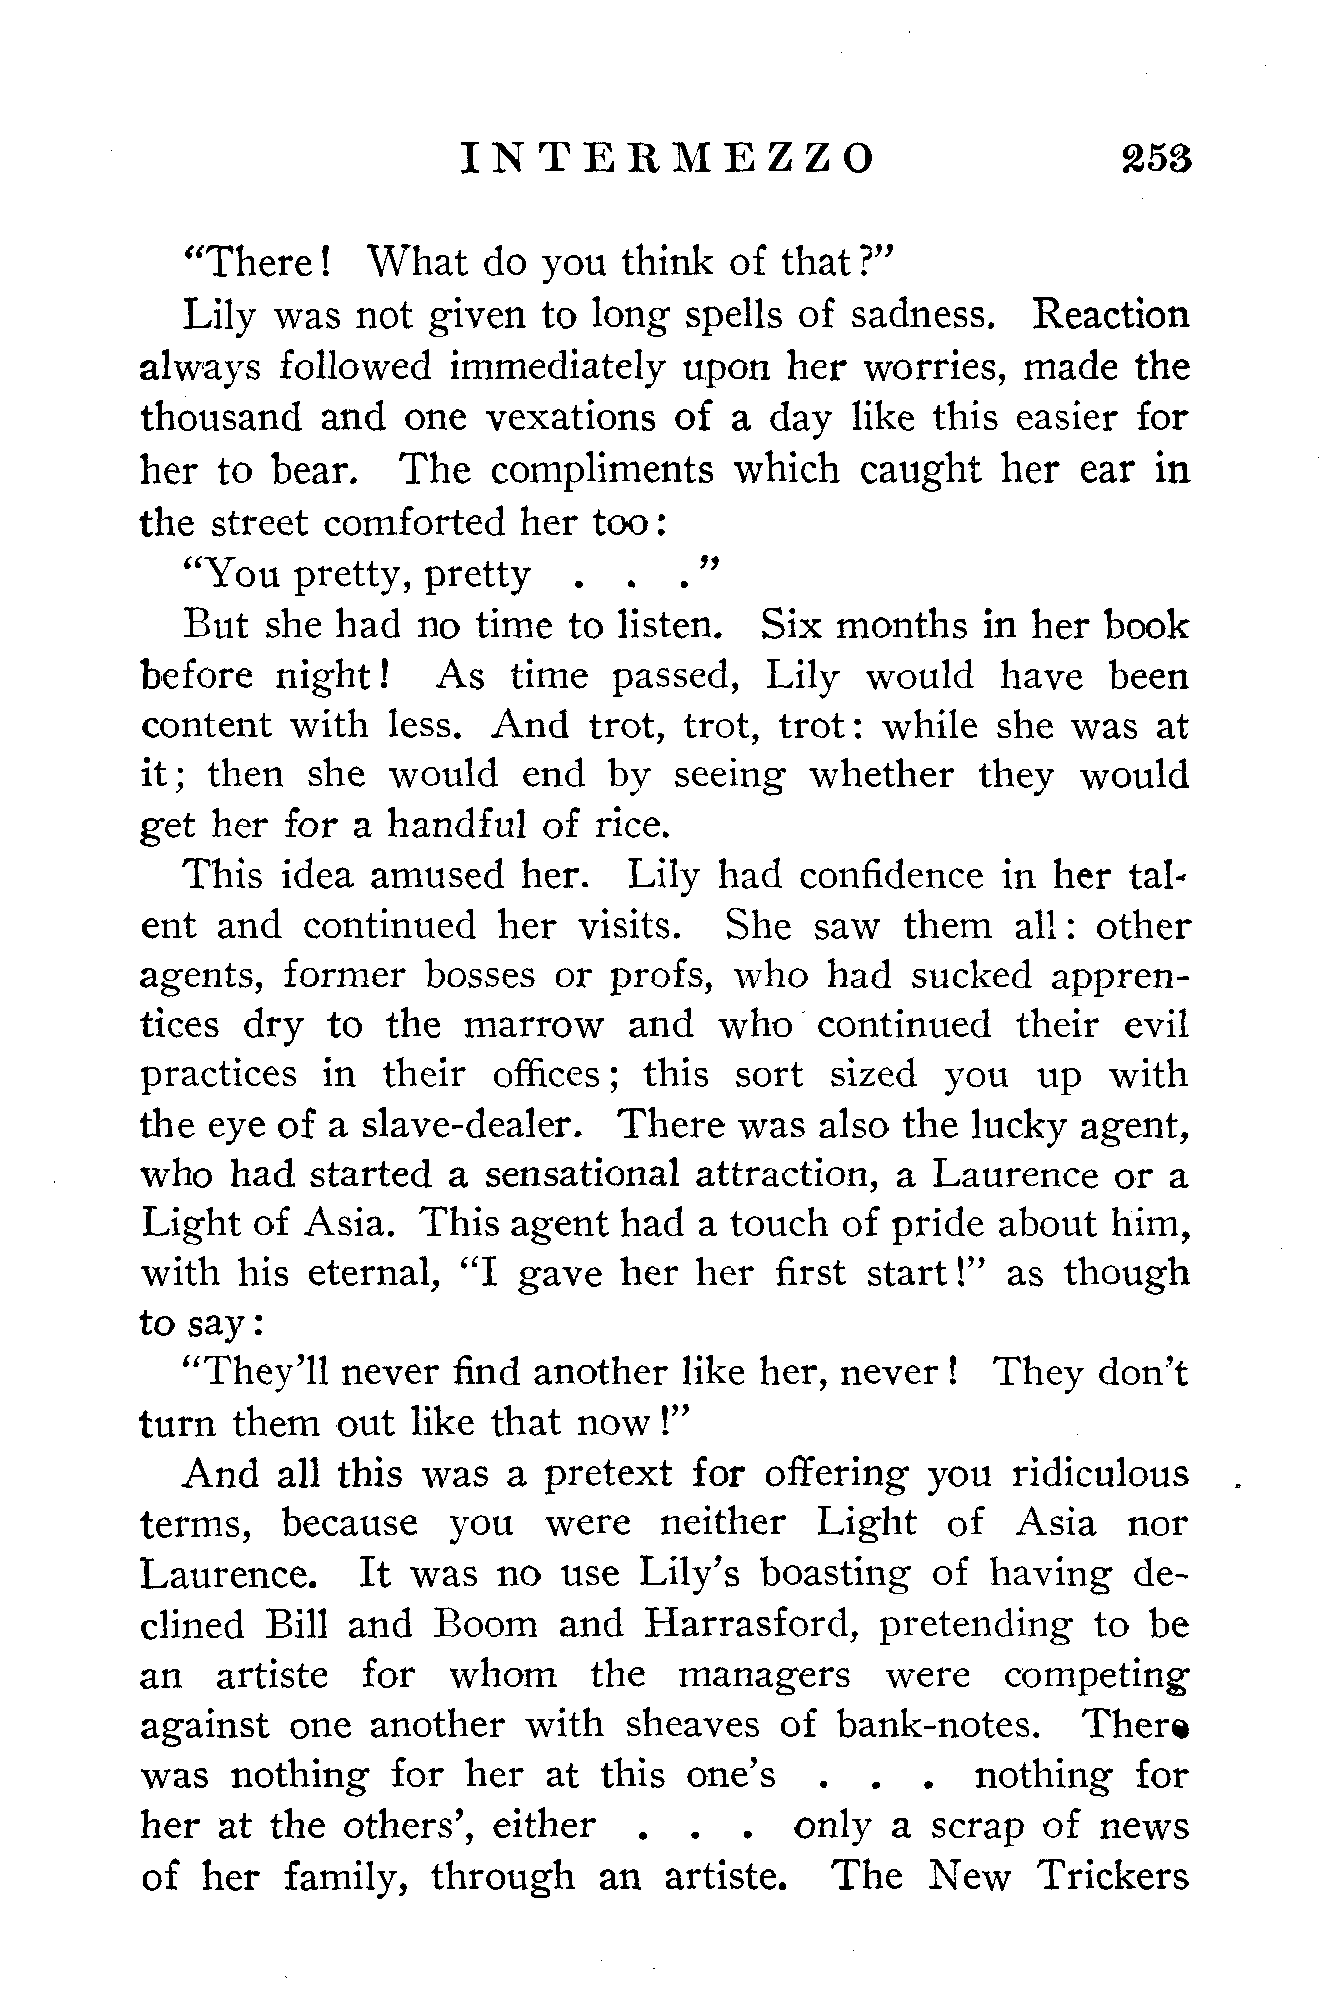 INTERMEZZO 253
"There! What do you think of that?"
Lily was not given to long spells of sadness. Reaction
always followed immediately upon her worries, made the
thousand and one vexations of a day like this easier for
her to bear. The compliments which caught her ear in
the street comforted her too:
"You pretty, pretty . . ."
But she had no time to listen. Six months in her book
before night! As time passed, Lily would have been
content with less. And trot, trot, trot: while she was at
it; then she would end by seeing whether they would
get her for a handful of rice.
This idea amused her. Lily had confidence in her tal-
ent and continued her visits. She saw them all: other
agents, former bosses or profs, who had sucked appren-
tices dry to the marrow and who continued their evil
practices in their offices; this sort sized you up with
the eye of a slave-dealer. There was also the lucky agent,
who had started a sensational attraction, a Laurence or a
Light of Asia. This agent had a touch of pride about him,
with his eternal, "I gave her her first start!" as though
to say:
"They'll never find another like her, never! They don't
turn them out like that now!"
And all this was a pretext for offering you ridiculous
terms, because you were neither Light of Asia nor
Laurence. It was no use Lily's boasting of having de-
clined Bill and Boom and Harrasford, pretending to be
an artiste for whom the managers were competing
against one another with sheaves of bank-notes. There
was nothing for her at this one's . . . nothing for
her at the others', either . . . only a scrap of news
of her family, through an artiste. The New Trickers